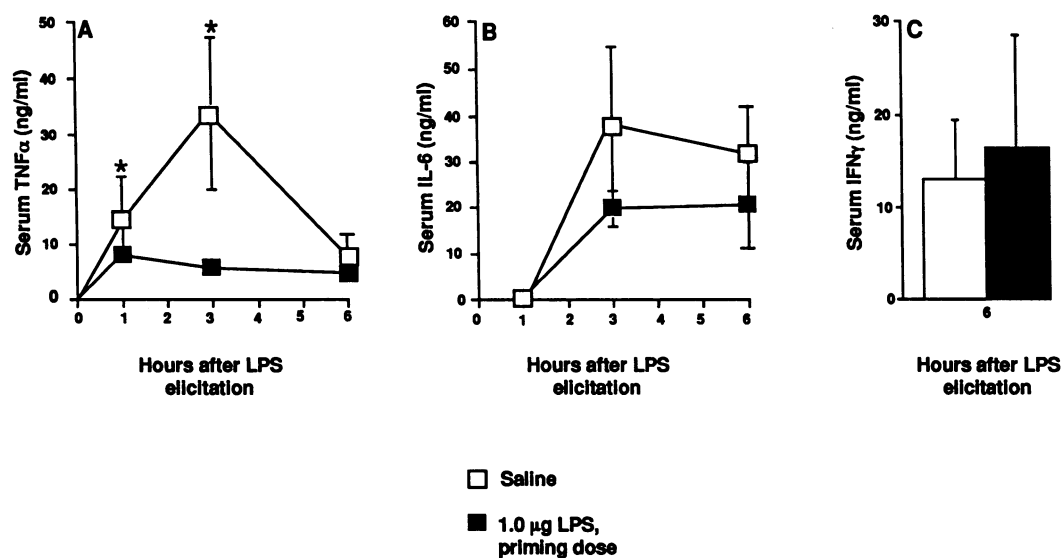 A
Serum TNFα (ng/ml)
50
40
30
20
10
0
*
*
0 1 2 3 4 5 6
Hours after LPS
elicitation
B
Serum IL-6 (ng/ml)
60
50
40
30
20
10
0
0 1 2 3 4 5 6
Hours after LPS
elicitation
C
Serum IFNγ (ng/ml)
30
20
10
0
6
Hours after LPS
elicitation
Saline
1.0 µg LPS,
priming dose